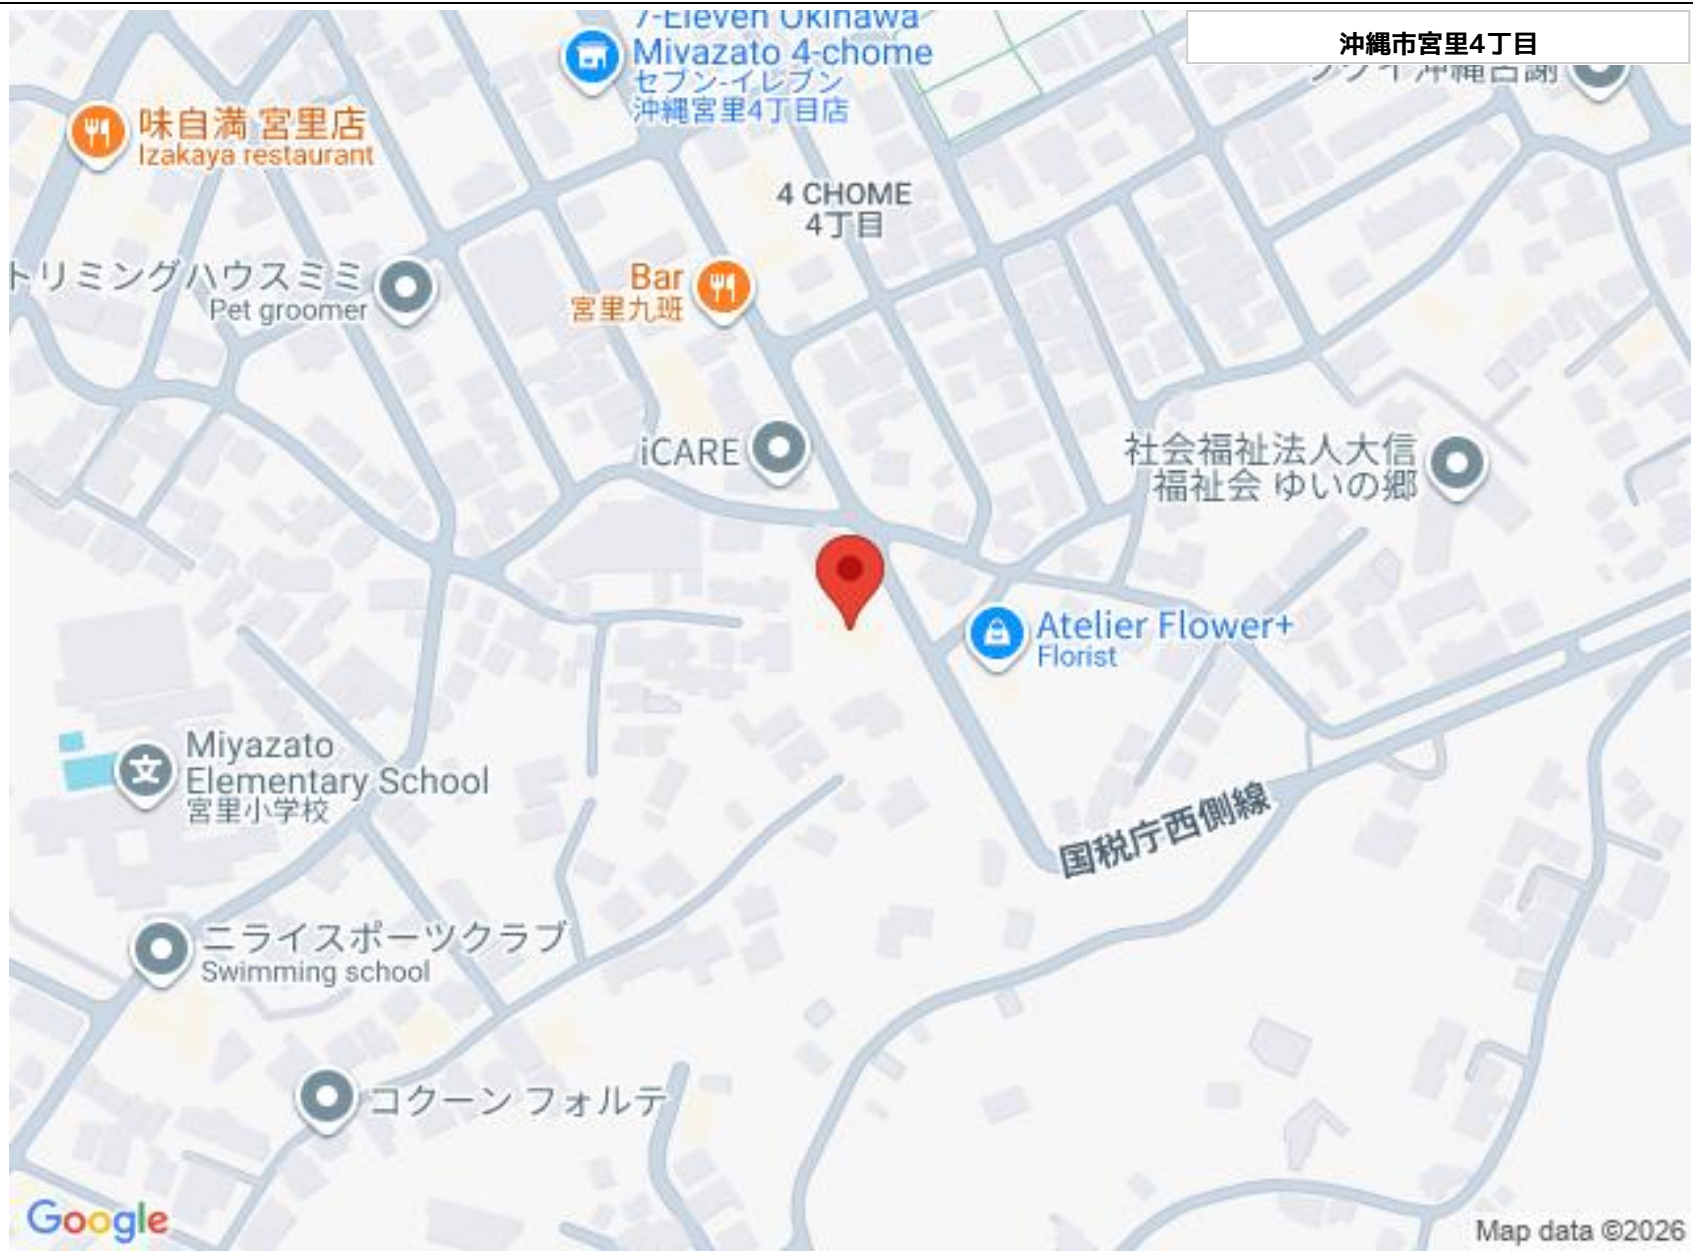 沖縄市宮里4丁目
7-Eleven Okinawa
Miyazato 4-chome
セブン-イレブン
沖縄宮里4丁目店
味自満 宮里店
Izakaya restaurant
4 CHOME
4丁目
トリミングハウスミミ
Pet groomer
Bar
宮里九班
iCARE
社会福祉法人大信
福祉会 ゆいの郷
Atelier Flower+
Florist
Miyazato
Elementary School
宮里小学校
文
国税庁西側線
ニライスポーツクラブ
Swimming school
コクーン フォルテ
Google
Map data ©2026